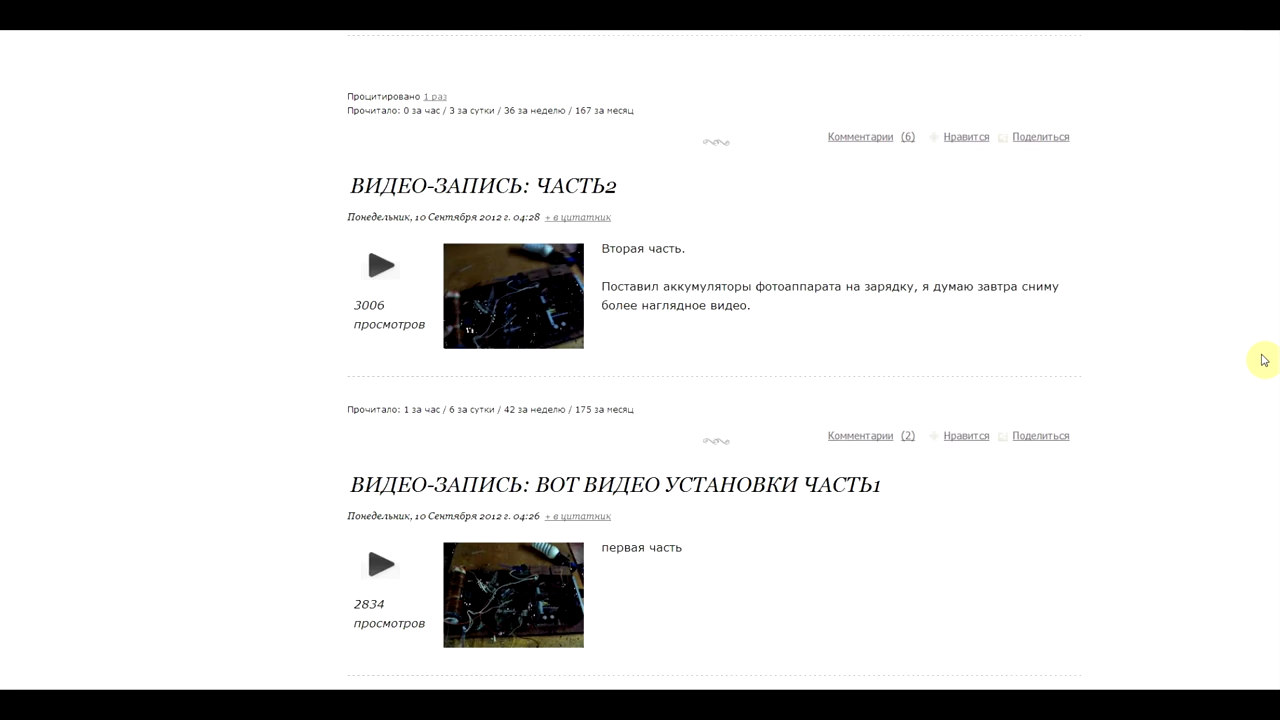 Процитировано 1 раз
Прочитало: 0 за час / 3 за сутки / 36 за неделю / 167 за месяц
Комментарии (6) Нравится Поделиться
ВИДЕО-ЗАПИСЬ: ЧАСТЬ2
Понедельник, 10 Сентября 2012 г. 04:28 + в цитатник
Вторая часть.
Поставил аккумуляторы фотоаппарата на зарядку, я думаю завтра сниму
более наглядное видео.
3006
просмотров
Прочитало: 1 за час / 6 за сутки / 42 за неделю / 175 за месяц
Комментарии (2) Нравится Поделиться
ВИДЕО-ЗАПИСЬ: ВОТ ВИДЕО УСТАНОВКИ ЧАСТЬ1
Понедельник, 10 Сентября 2012 г. 04:26 + в цитатник
первая часть
2834
просмотров